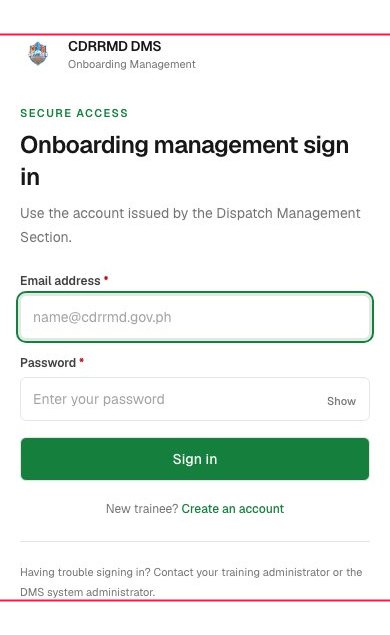 CDRRMD DMS
Onboarding Management
SECURE ACCESS
Onboarding management sign
in
Use the account issued by the Dispatch Management
Section.
Email address *
name@cdrrmd.gov.ph
Password *
Enter your password
Show
Sign in
New trainee? Create an account
Having trouble signing in? Contact your training administrator or the
DMS system administrator.